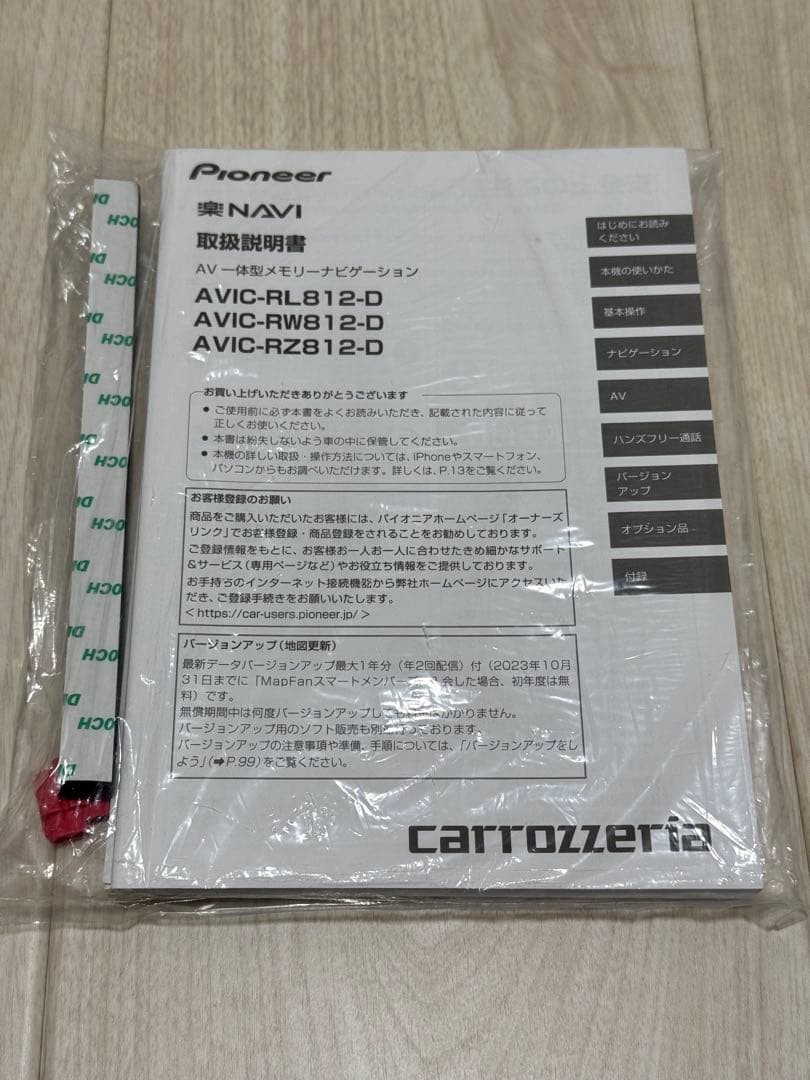 Pioneer
楽NAVI
取扱説明書
AV一体型メモリーナビゲーション
AVIC-RL812-D
AVIC-RW812-D
AVIC-RZ812-D
お買い上げいただきありがとうございます
● ご使用前に必ず本書をよくお読みいただき、記載された内容に従って
正しくお使いください。
● 本書は紛失しないよう車の中に保管してください。
● 本機の詳しい取扱・操作方法については、iPhoneやスマートフォン、
パソコンからもお調べいただけます。詳しくは、P.13をご覧ください。
お客様登録のお願い
商品をご購入いただいたお客様には、パイオニアホームページ「オーナーズ
リンク」でお客様登録・商品登録をされることをお勧めしております。
ご登録情報をもとに、お客様お一人お一人に合わせたきめ細かなサポート
&サービス（専用ページなど）やお役立ち情報をご提供しております。
お手持ちのインターネット接続機能から弊社ホームページにアクセスいた
だき、ご登録手続きをお願いいたします。
< https://car-users.pioneer.jp/ >
バージョンアップ（地図更新）
最新データバージョンアップ最大1年分（年2回配信）付（2023年10月
31日までに「MapFanスマートメンバーズ 会した場合、初年度は無
料）です。
無償期間中は何度バージョンアップし かかりません。
バージョンアップ用のソフト販売も別 おります。
バージョンアップの注意事項や準備、手順については、「バージョンアップをし
よう」（➡P.99）をご覧ください。
carrozzeria
はじめにお読み
ください
本機の使いかた
基本操作
ナビゲーション
AV
ハンズフリー通話
バージョン
アップ
オプション品
付録